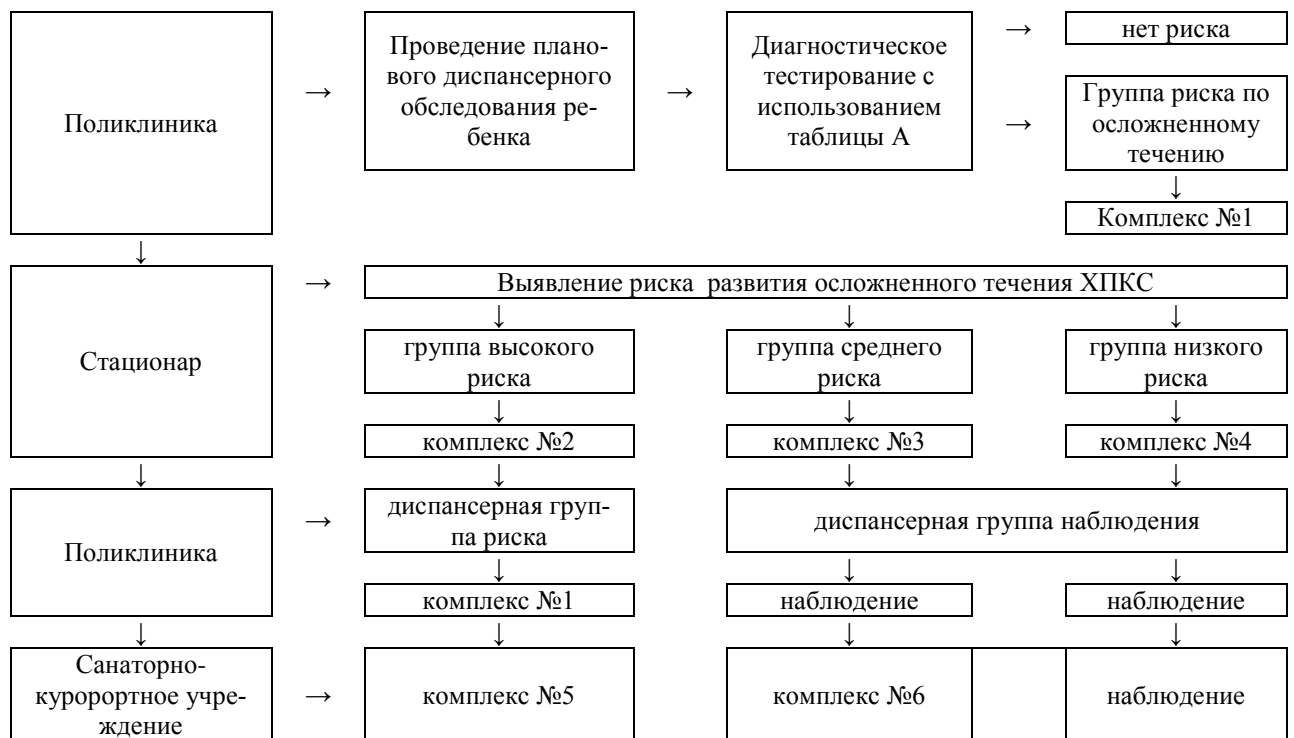 Поликлиника
Проведение плано-
вого диспансерного
обследования ре-
бенка
Диагностическое
тестирование с
использованием
таблицы А
нет риска
Группа риска по
осложненному
течению
Комплекс №1
Стационар
Выявление риска развития осложненного течения ХПКС
группа высокого
риска
группа среднего
риска
группа низкого
риска
комплекс №2
комплекс №3
комплекс №4
Поликлиника
диспансерная груп-
па риска
диспансерная группа наблюдения
комплекс №1
наблюдение
наблюдение
Санаторно-
куророртное учре-
ждение
комплекс №5
комплекс №6
наблюдение